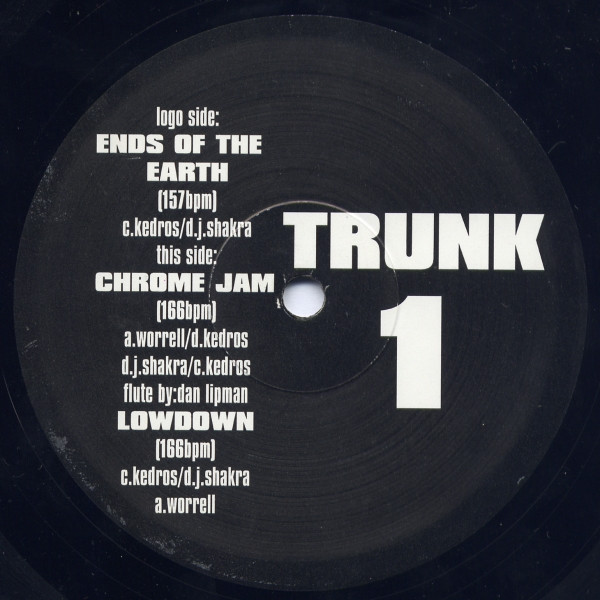 logo side:
ENDS OF THE
EARTH
(157bpm)
c.kedros/d.j.shakra
this side:
CHROME JAM
(166bpm)
a.worrell/d.kedros
d.j.shakra/c.kedros
flute by:dan lipman
LOWDOWN
(166bpm)
c.kedros/d.j.shakra
a.worrell
TRUNK
1